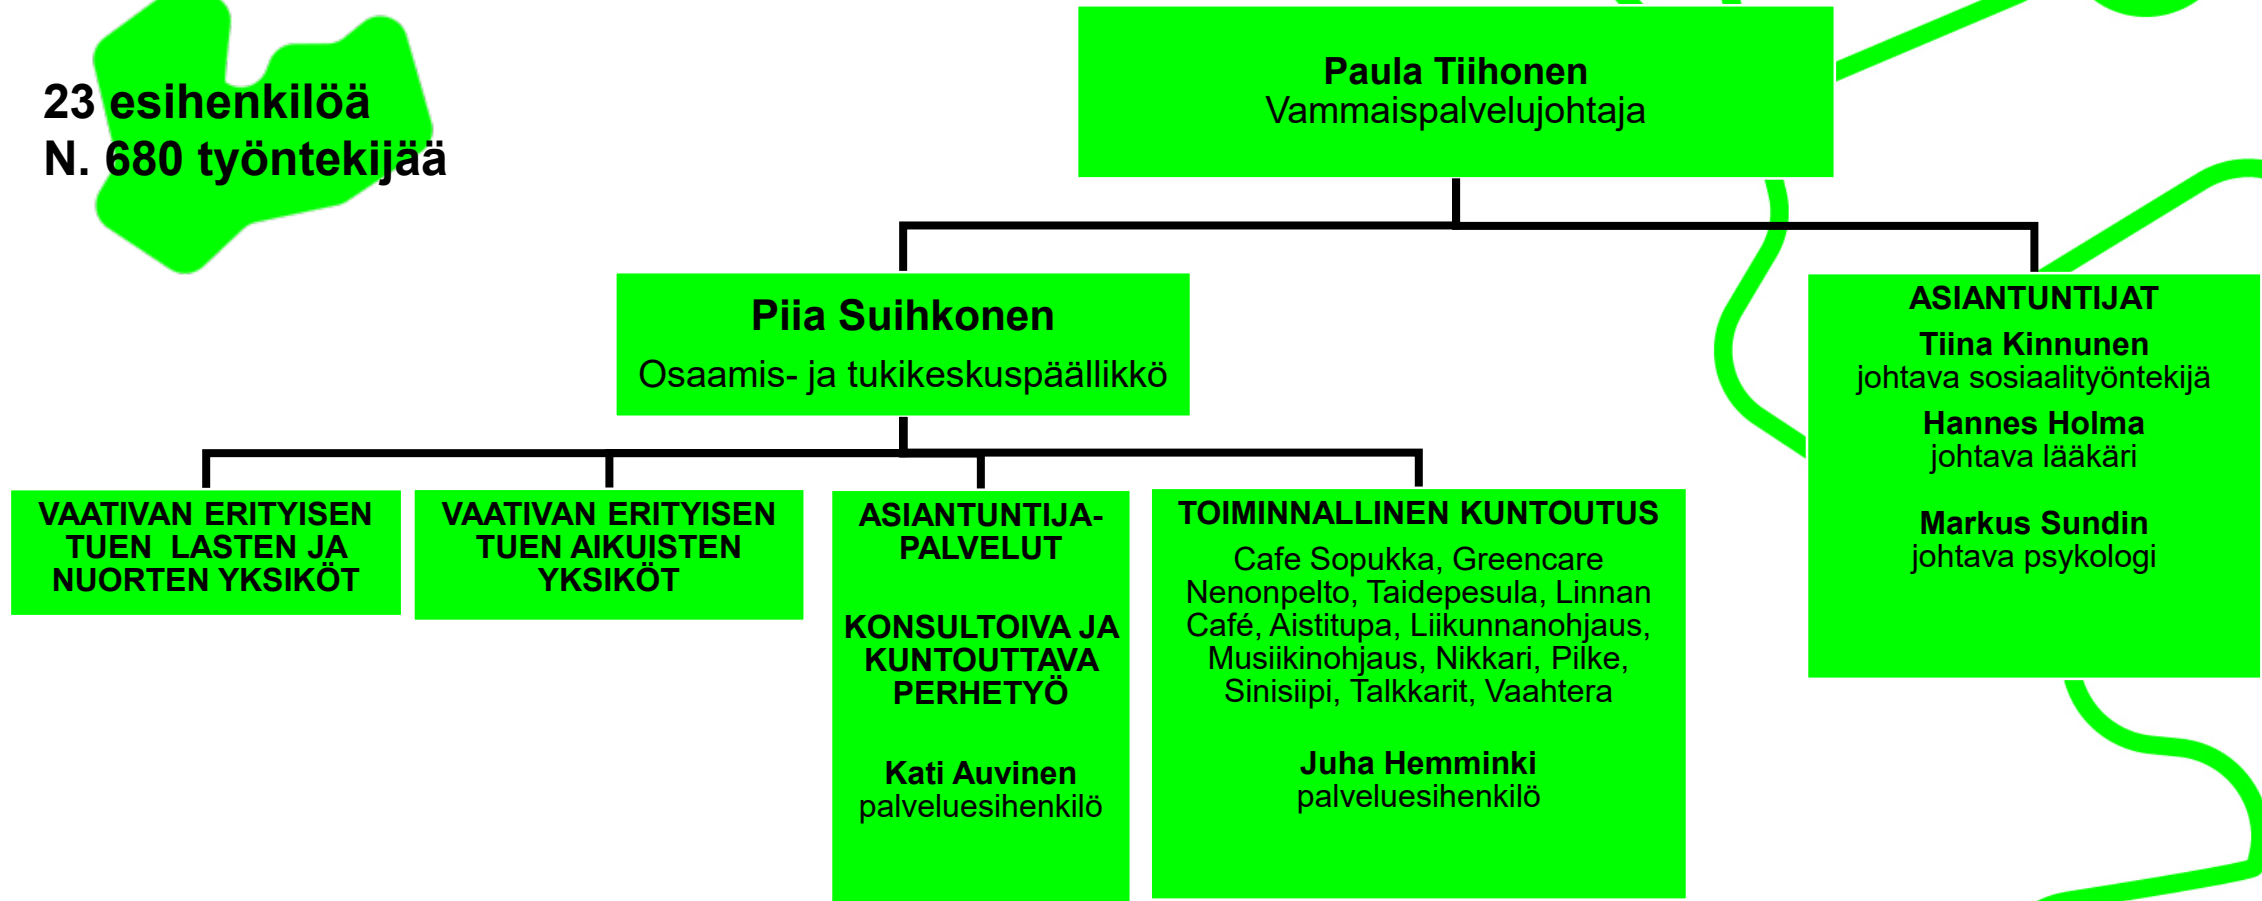 23 esihenkilöä
N. 680 työntekijää
Paula Tiihonen
Vammaispalvelujohtaja
Piia Suihkonen
Osaamis- ja tukikeskuspäällikkö
ASIANTUNTIJAT
Tiina Kinnunen
johtava sosiaalityöntekijä
Hannes Holma
johtava lääkäri
Markus Sundin
johtava psykologi
VAATIVAN ERITYISEN
TUEN LASTEN JA
NUORTEN YKSIKÖT
VAATIVAN ERITYISEN
TUEN AIKUISTEN
YKSIKÖT
ASIANTUNTIJA-
PALVELUT
KONSULTOIVA JA
KUNTOUTTAVA
PERHETYÖ
Kati Auvinen
palveluesihenkilö
TOIMINNALLINEN KUNTOUTUS
Cafe Sopukka, Greencare
Nenonpelto, Taidepesula, Linnan
Café, Aistitupa, Liikunnanohjaus,
Musiikinohjaus, Nikkari, Pilke,
Sinisiipi, Talkkarit, Vaahtera
Juha Hemminki
palveluesihenkilö